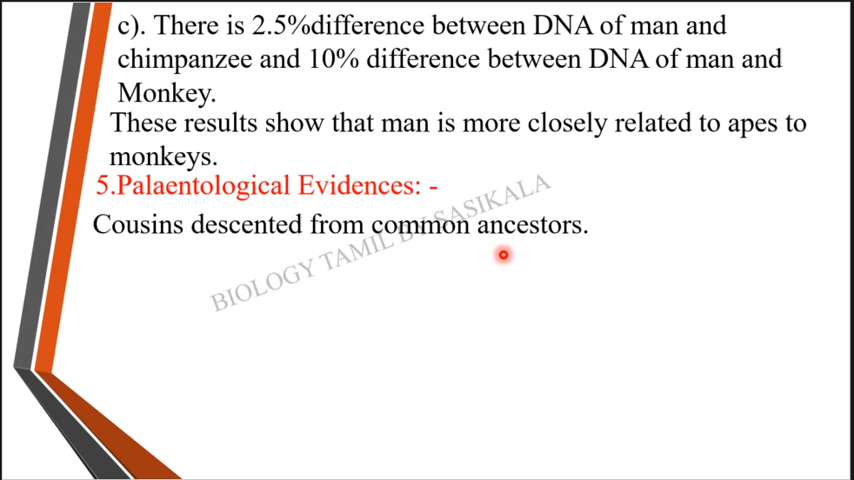 c). There is 2.5%difference between DNA of man and
chimpanzee and 10% difference between DNA of man and
Monkey.
These results show that man is more closely related to apes to
monkeys.
5.Palaentological Evidences: -
Cousins descented from common ancestors.
BIOLOGY TAMIL BY SASIKALA